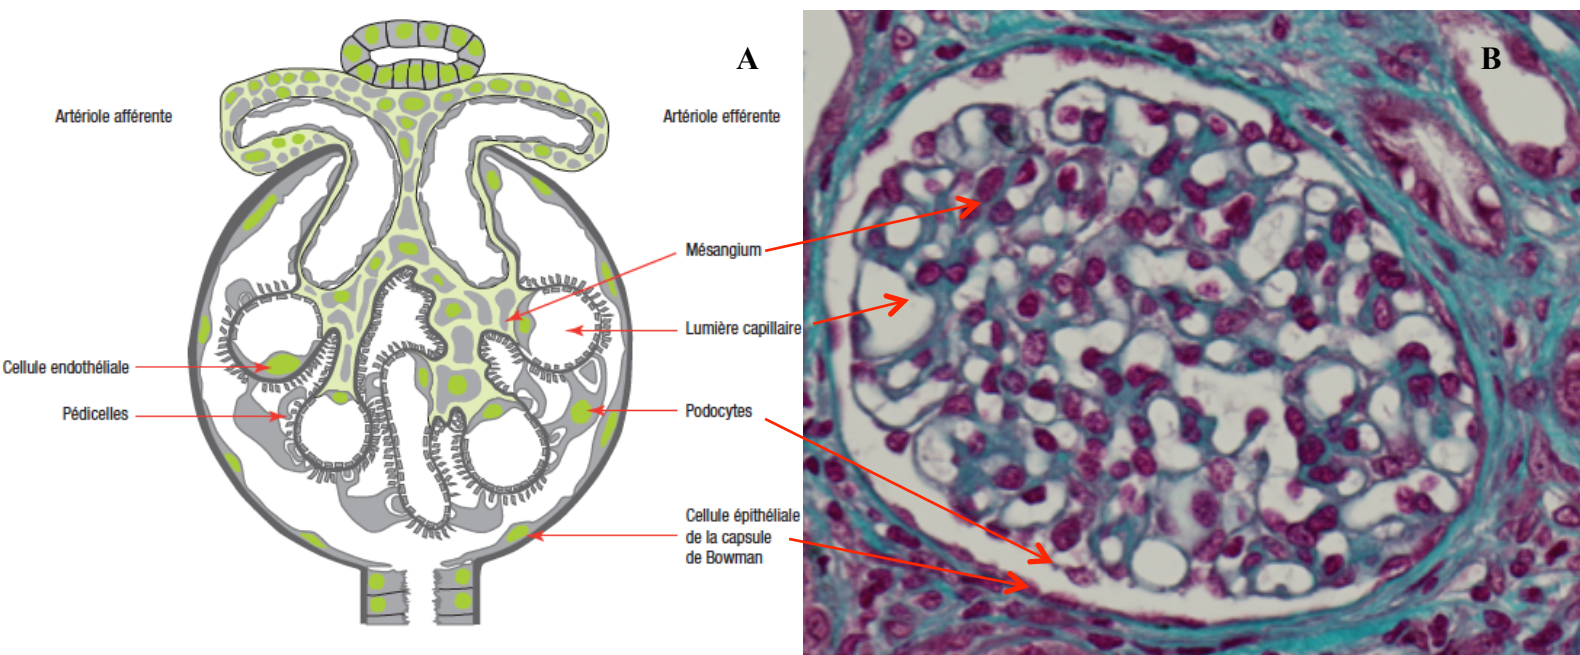 A
B
Artériole afférente
Artériole efférente
Mésangium
Lumière capillaire
Cellule endothéliale
Pédicelles
Podocytes
Cellule épithéliale
de la capsule
de Bowman